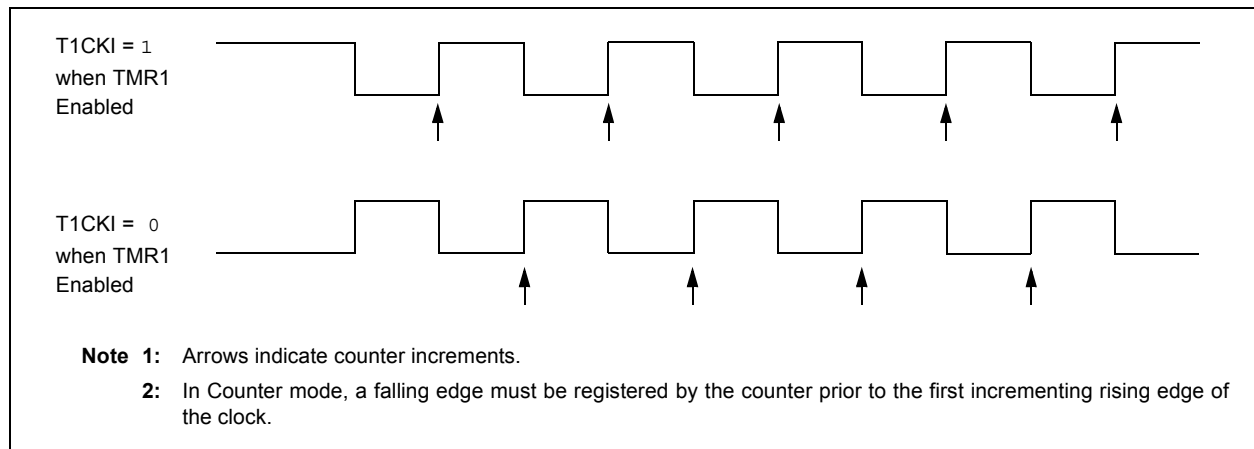 T1CKI = 1
when TMR1
Enabled
T1CKI = 0
when TMR1
Enabled
Note 1: Arrows indicate counter increments.
2: In Counter mode, a falling edge must be registered by the counter prior to the first incrementing rising edge of
the clock.